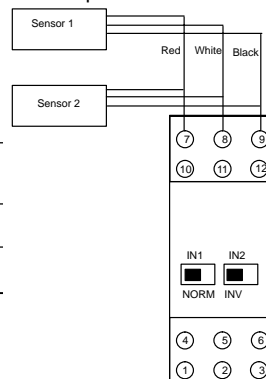 Sensor 1
Red White Black
Sensor 2
7 8 9
10 11 12
IN1 IN2
NORM INV
4 5 6
1 2 3